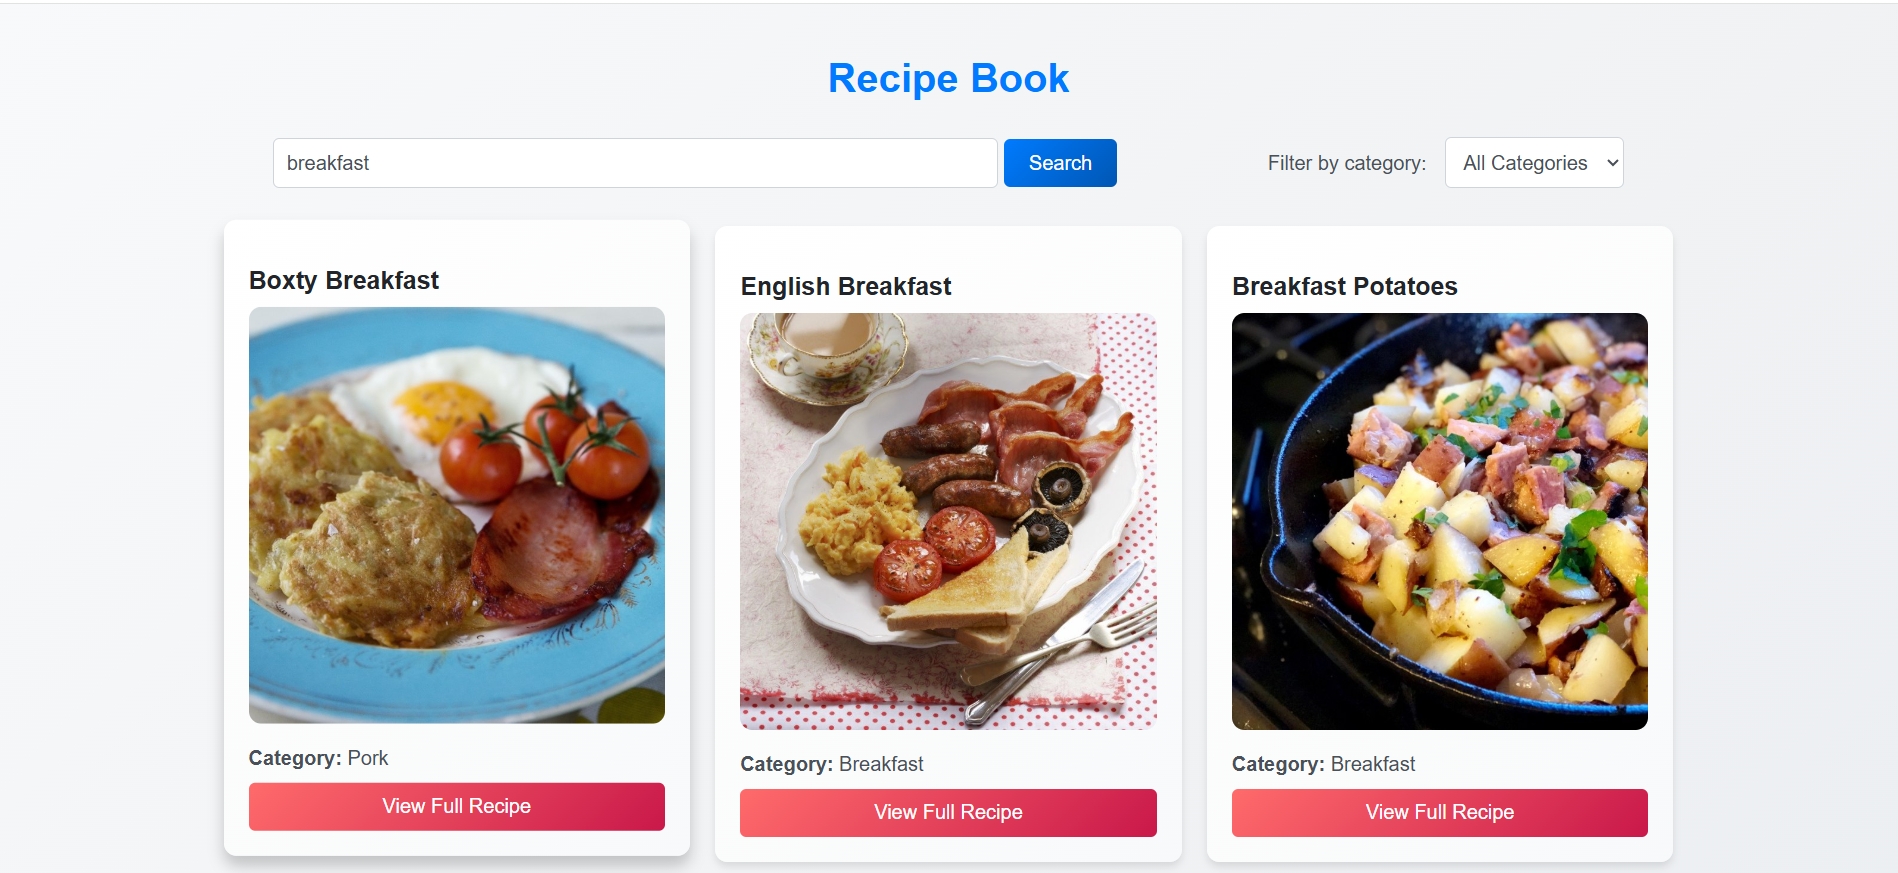 Recipe Book
breakfast
Search
Filter by category:
All Categories
Boxty Breakfast
Category: Pork
View Full Recipe
English Breakfast
Category: Breakfast
View Full Recipe
Breakfast Potatoes
Category: Breakfast
View Full Recipe